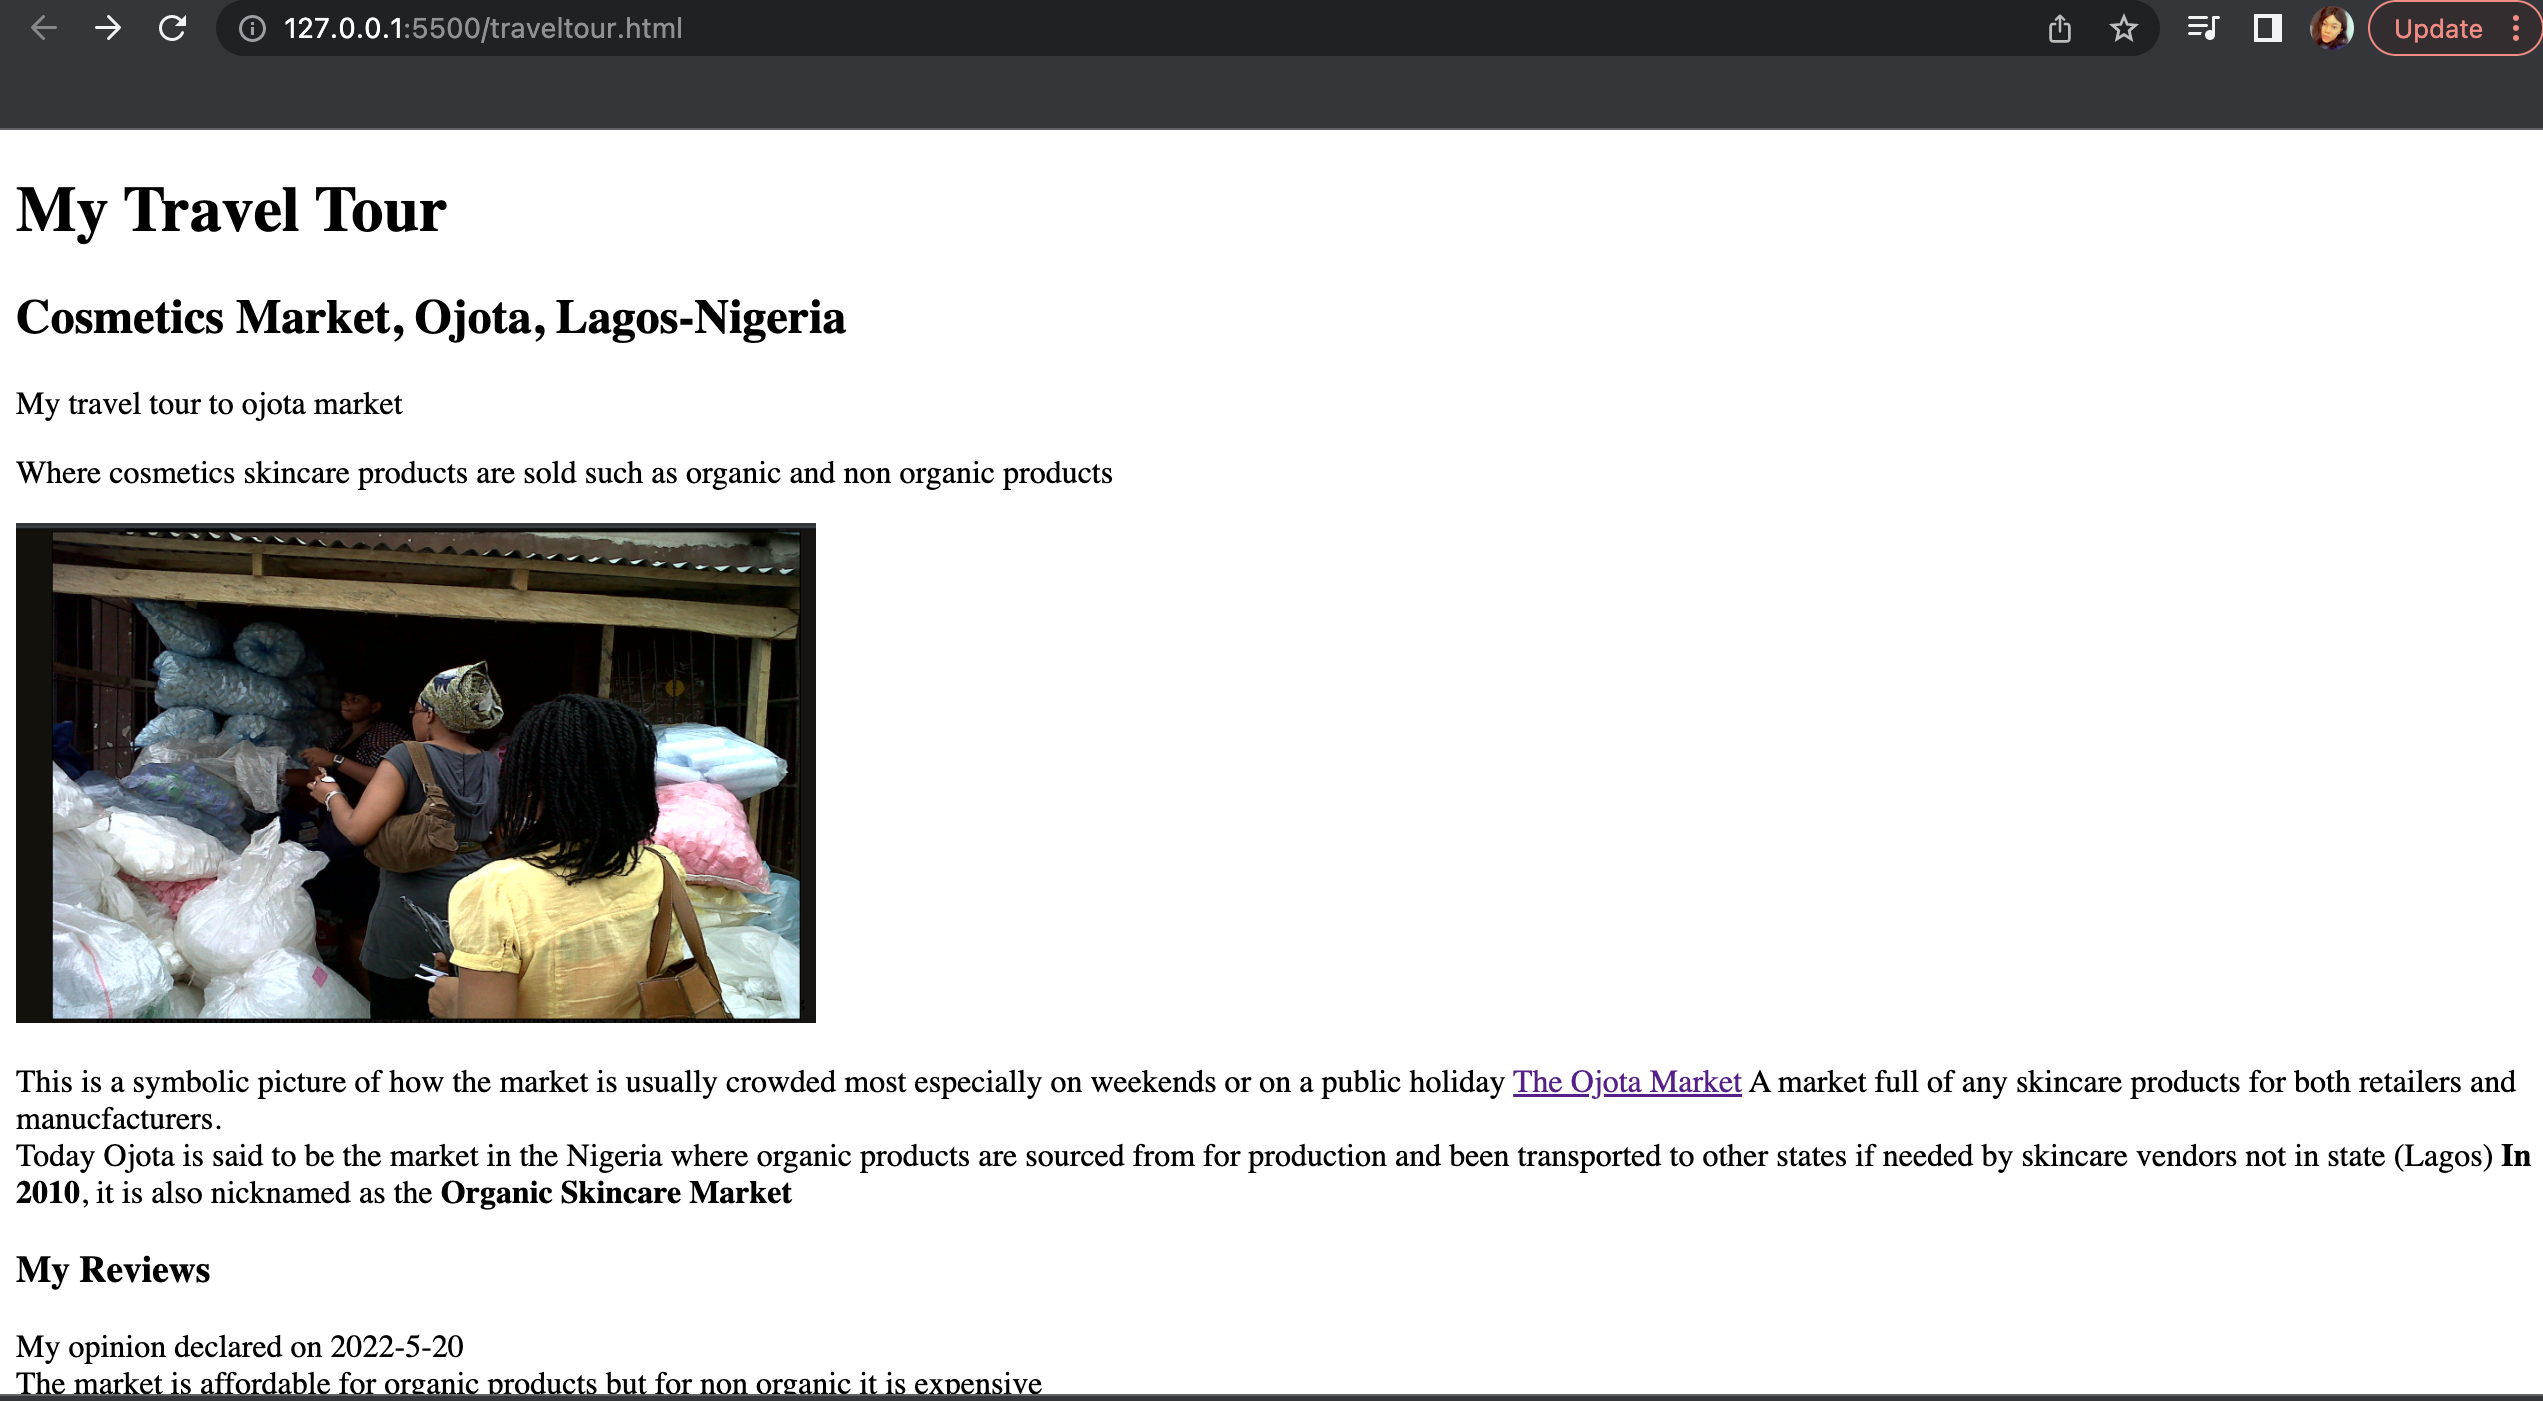 127.0.0.1:5500/traveltour.html
Update
My Travel Tour
Cosmetics Market, Ojota, Lagos-Nigeria
My travel tour to ojota market
Where cosmetics skincare products are sold such as organic and non organic products
This is a symbolic picture of how the market is usually crowded most especially on weekends or on a public holiday The Ojota Market A market full of any skincare products for both retailers and
manucfacturers.
Today Ojota is said to be the market in the Nigeria where organic products are sourced from for production and been transported to other states if needed by skincare vendors not in state (Lagos) In
2010, it is also nicknamed as the Organic Skincare Market
My Reviews
My opinion declared on 2022-5-20
The market is affordable for organic products but for non organic it is expensive